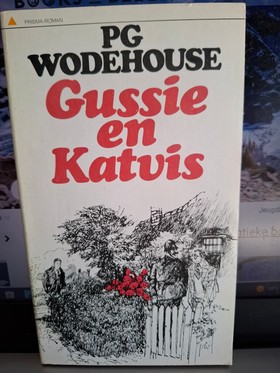 PRISMA-ROMAN
PG
WODEHOUSE
Gussie
en
Katvis